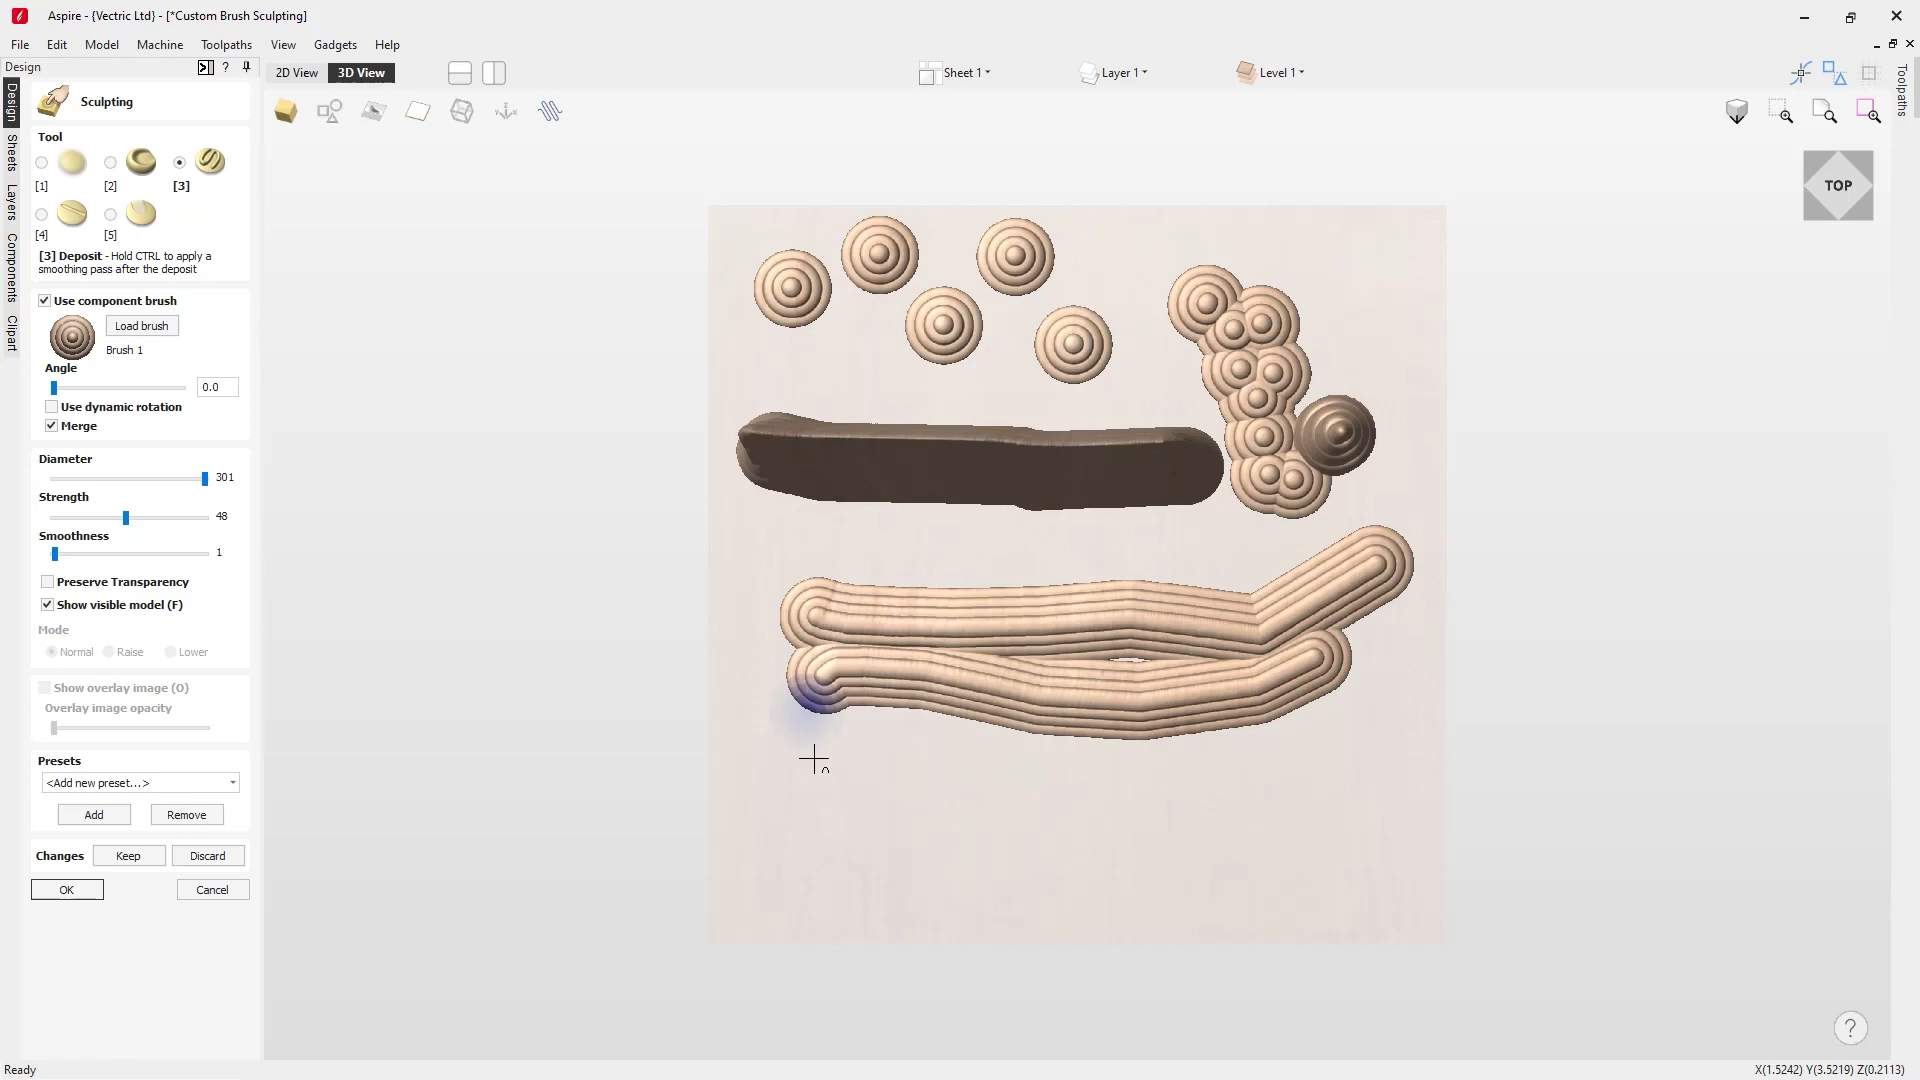 Aspire - {Vectric Ltd} - [*Custom Brush Sculpting]
File Edit Model Machine Toolpaths View Gadgets Help
Design ?
2D View 3D View Sheet 1 Layer 1 Level 1
Design
Sheets
Layers
Components
Clipart
Toolpaths
Sculpting
Tool
[1] [2] [3]
[4] [5]
[3] Deposit - Hold CTRL to apply a
smoothing pass after the deposit
Use component brush
Load brush
Brush 1
Angle
0.0
Use dynamic rotation
Merge
Diameter
301
Strength
48
Smoothness
1
Preserve Transparency
Show visible model (F)
Mode
Normal Raise Lower
Show overlay image (O)
Overlay image opacity
Presets
<Add new preset...>
Add Remove
Changes Keep Discard
OK Cancel
TOP
?
Ready X(1.5242) Y(3.5219) Z(0.2113)